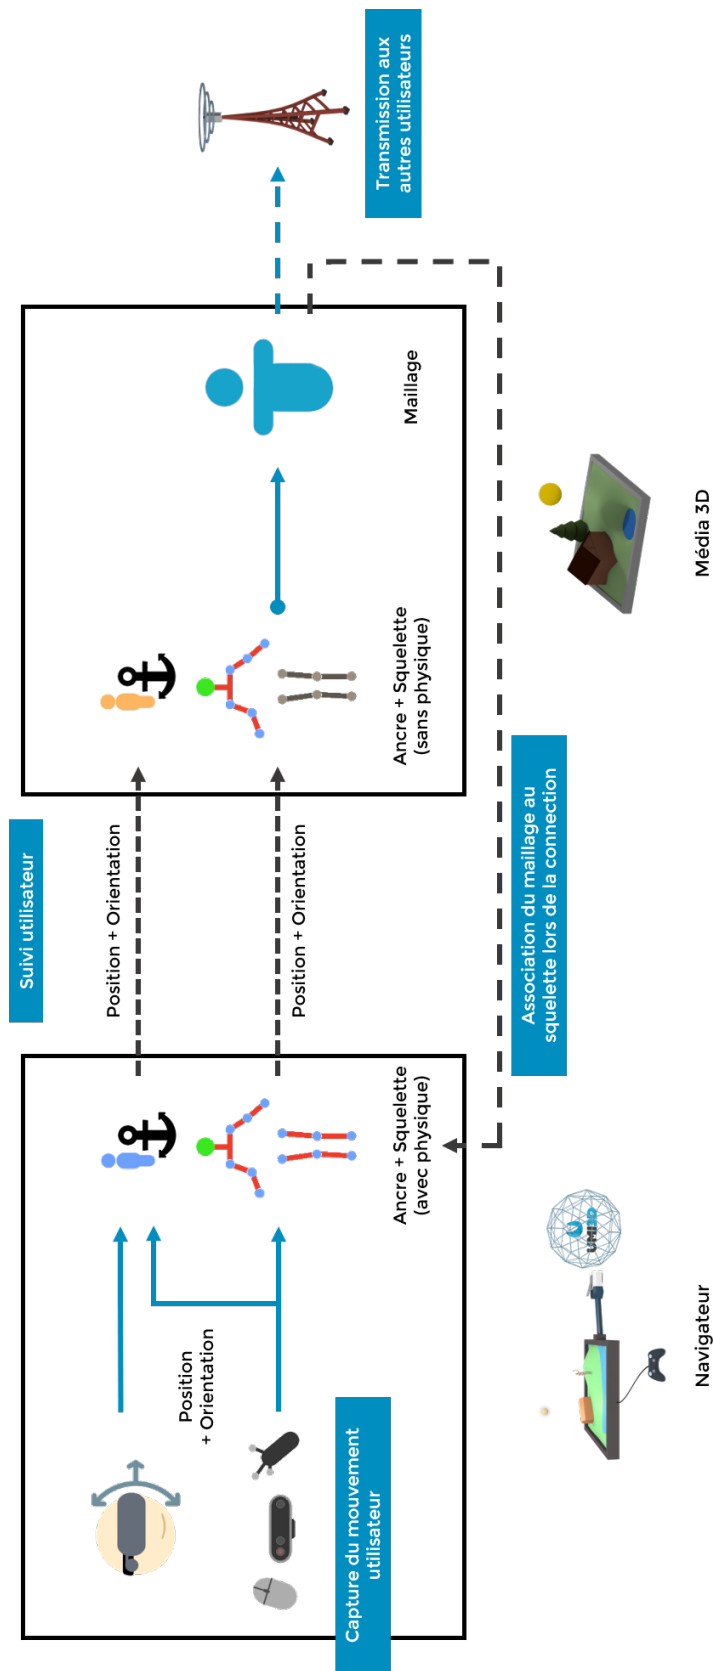 Suivi utilisateur
Capture du mouvement
utilisateur
Position
+ Orientation
Ancre + Squelette
(avec physique)
Position + Orientation
Position + Orientation
Ancre + Squelette
(sans physique)
Maillage
Transmission aux
autres utilisateurs
Association du maillage au
squelette lors de la connection
UMI3D
Navigateur
Média 3D